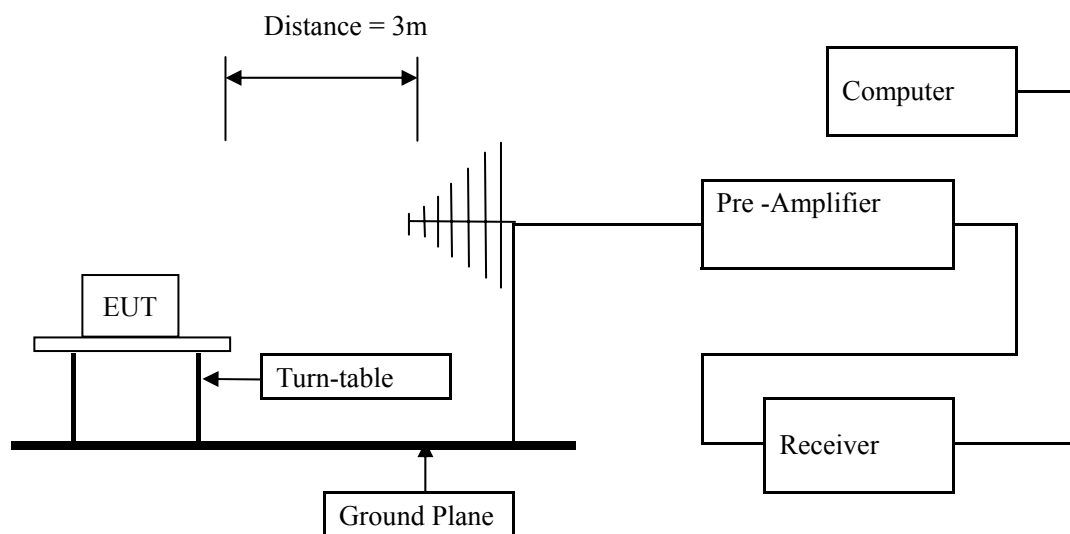 Distance = 3m
Computer
Pre -Amplifier
EUT
Turn-table
Receiver
Ground Plane